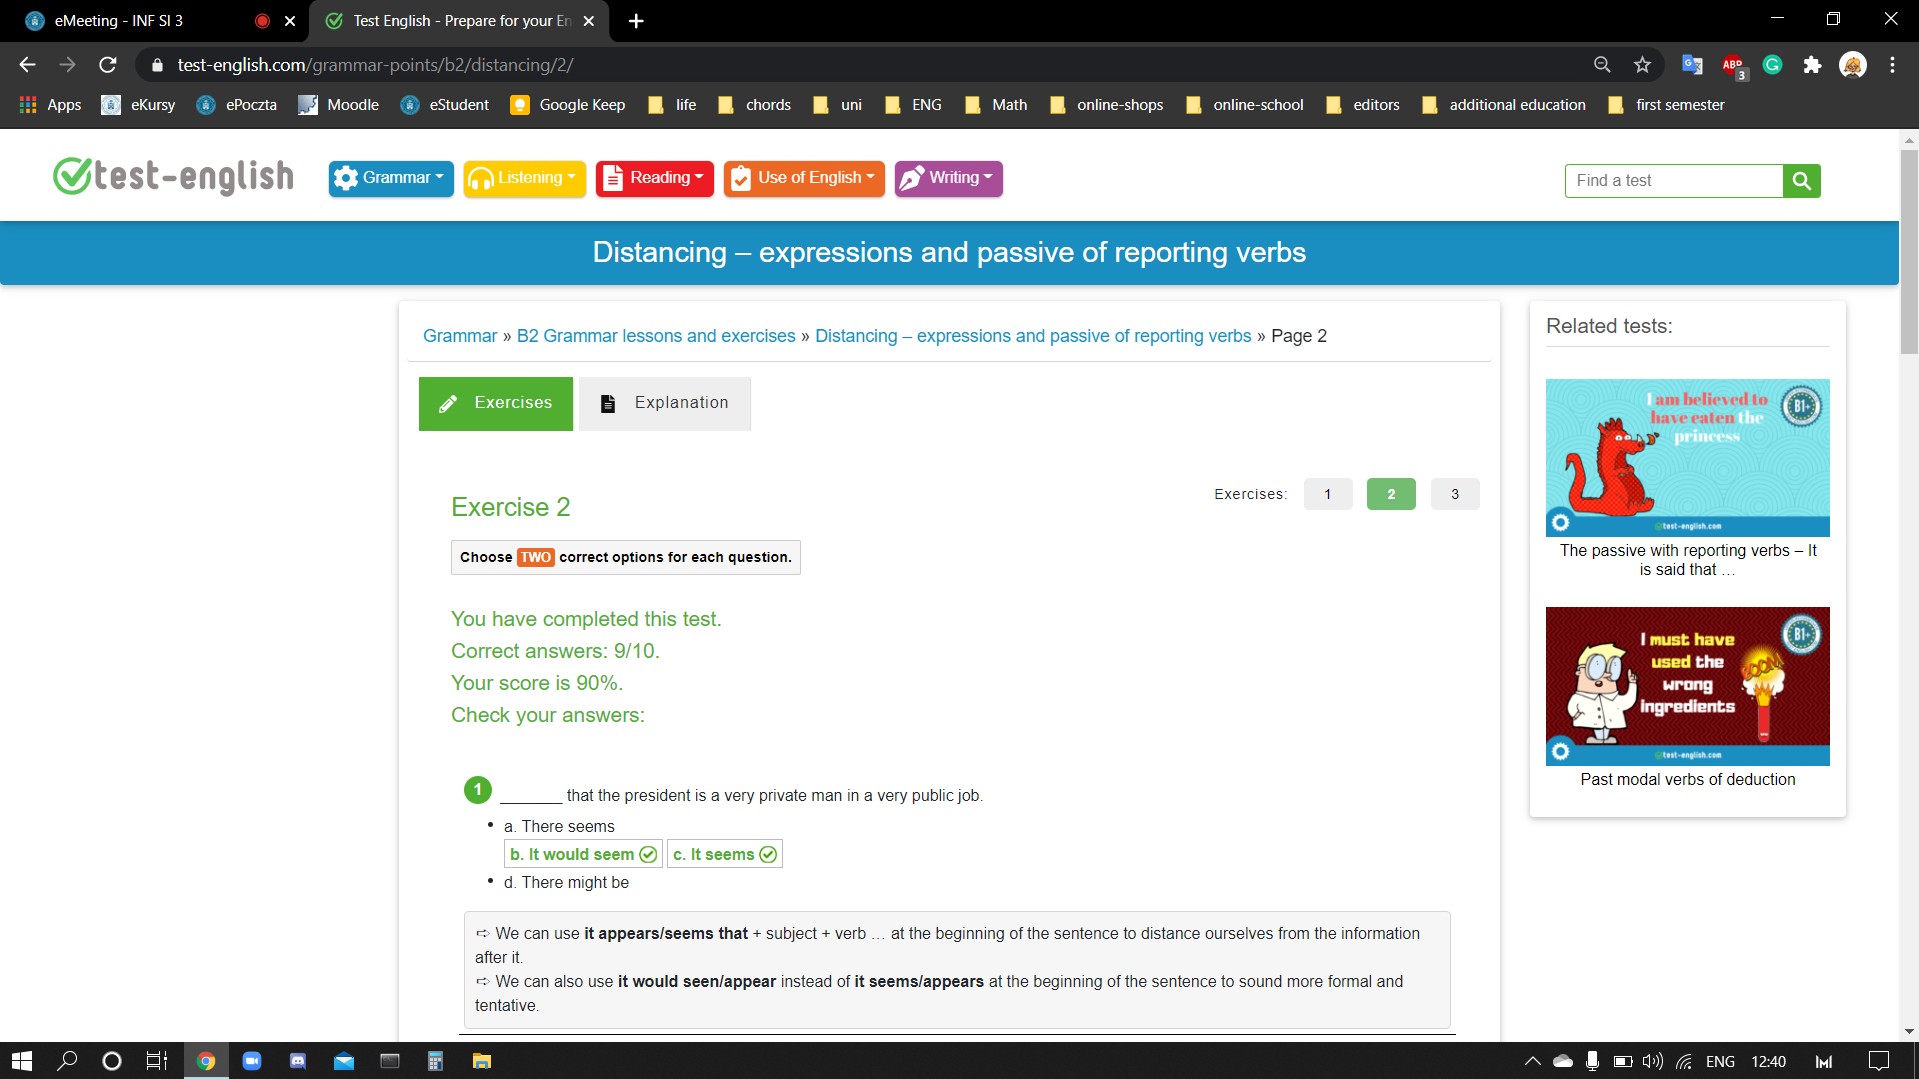 eMeeting - INF SI 3
Test English - Prepare for your En
test-english.com/grammar-points/b2/distancing/2/
ABP 3
Apps eKursy ePoczta Moodle eStudent Google Keep life chords uni ENG Math online-shops online-school editors additional education first semester
test-english Grammar Listening Reading Use of English Writing Find a test
Distancing – expressions and passive of reporting verbs
Grammar » B2 Grammar lessons and exercises » Distancing – expressions and passive of reporting verbs » Page 2
Exercises Explanation
Exercises: 1 2 3
Exercise 2
Choose TWO correct options for each question.
You have completed this test.
Correct answers: 9/10.
Your score is 90%.
Check your answers:
1 _______ that the president is a very private man in a very public job.
• a. There seems
b. It would seem c. It seems
• d. There might be
⇨ We can use it appears/seems that + subject + verb … at the beginning of the sentence to distance ourselves from the information
after it.
⇨ We can also use it would seen/appear instead of it seems/appears at the beginning of the sentence to sound more formal and
tentative.
Related tests:
I am believed to
have eaten the
princess
B1+
test-english.com
The passive with reporting verbs – It
is said that …
I must have
used the
wrong
ingredients
BOOM
B1+
test-english.com
Past modal verbs of deduction
ENG 12:40